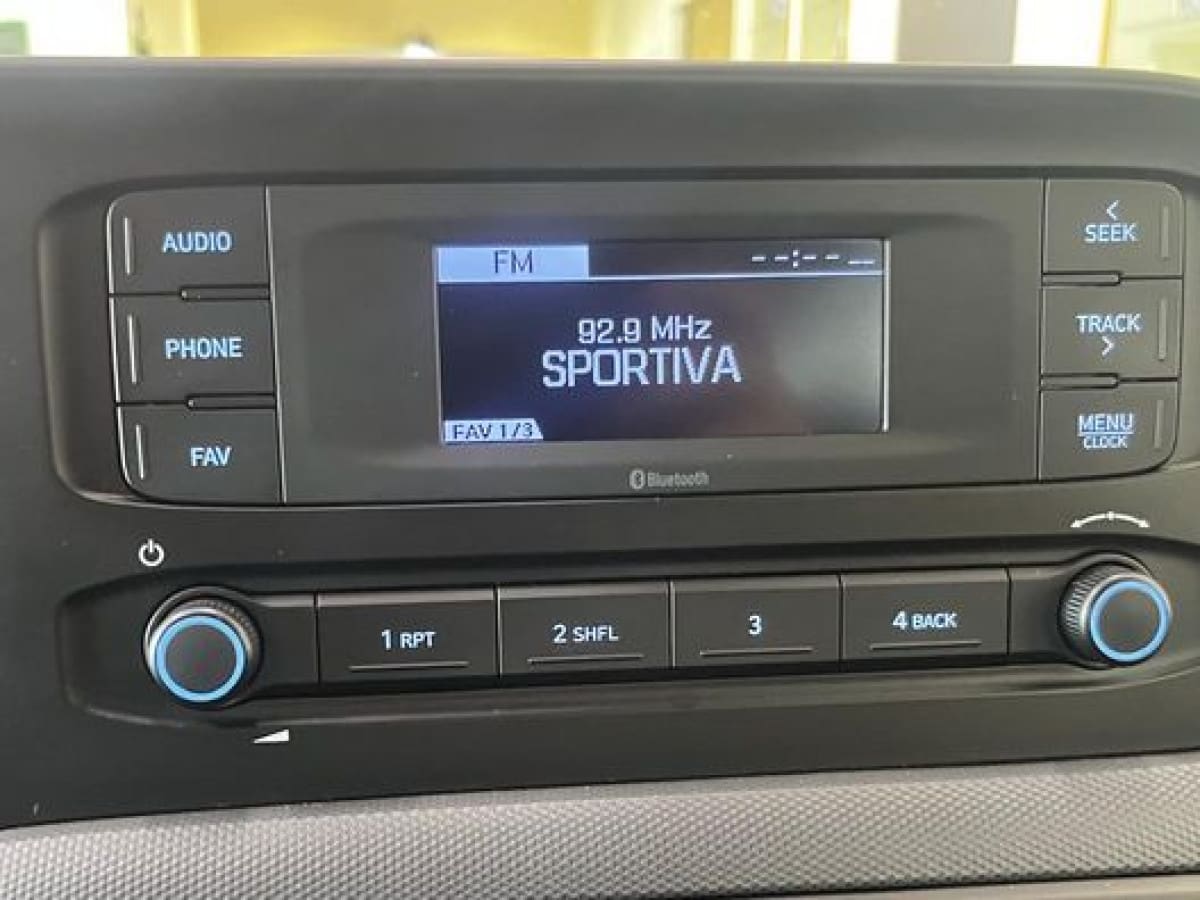 AUDIO
PHONE
FAV
FM
--:-- --
92.9 MHz
SPORTIVA
FAV 1/3
Bluetooth
<
SEEK
TRACK
>
MENU
CLOCK
1 RPT
2 SHFL
3
4 BACK